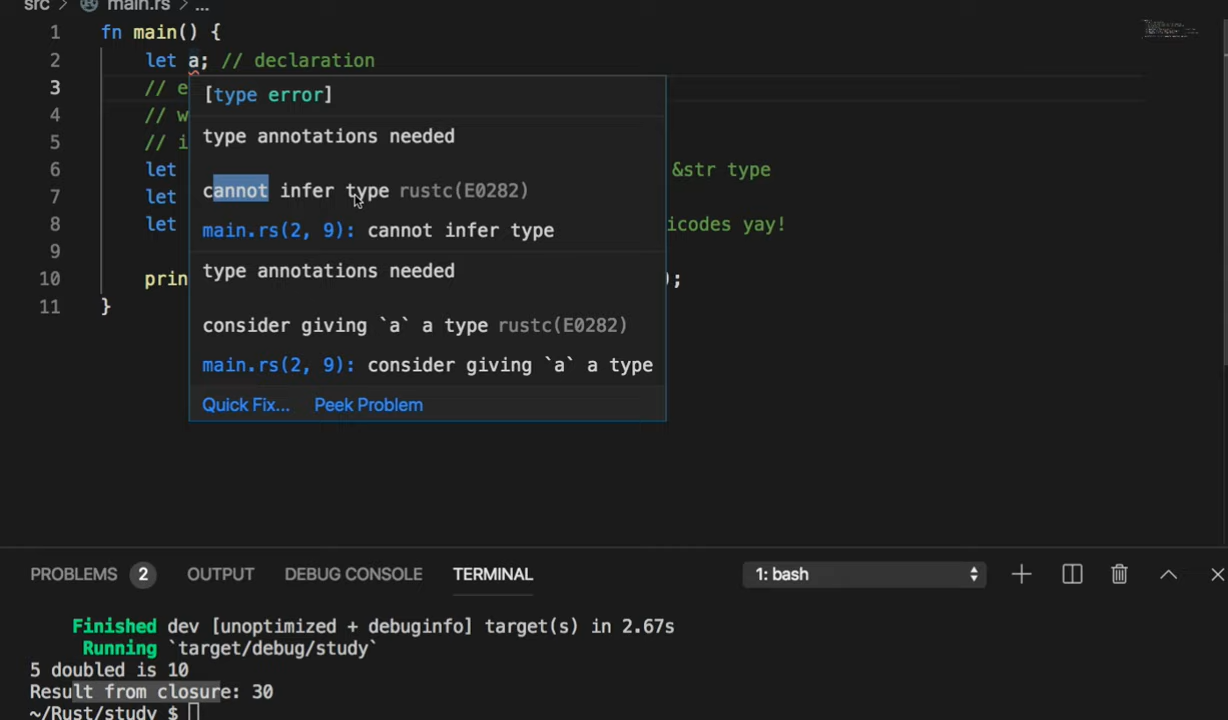 src > main.rs > ...
1 fn main() {
2 let a; // declaration
3 // e
4 // w
5 // i
6 let &str type
7 let
8 let icodes yay!
9
10 prin );
11 }
[type error]
type annotations needed
cannot infer type rustc(E0282)
main.rs(2, 9): cannot infer type
type annotations needed
consider giving `a` a type rustc(E0282)
main.rs(2, 9): consider giving `a` a type
Quick Fix... Peek Problem
PROBLEMS 2 OUTPUT DEBUG CONSOLE TERMINAL 1: bash
Finished dev [unoptimized + debuginfo] target(s) in 2.67s
Running `target/debug/study`
5 doubled is 10
Result from closure: 30
~/Rust/study $